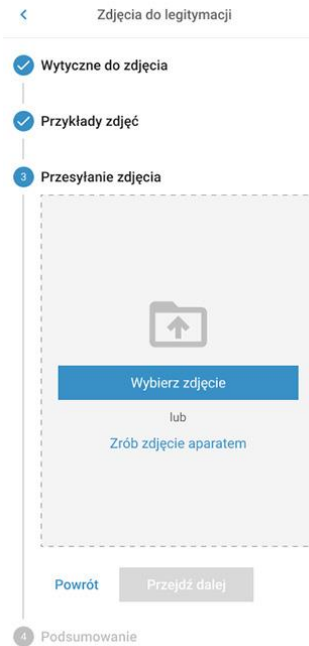 Zdjęcia do legitymacji
Wytyczne do zdjęcia
Przykłady zdjęć
3 Przesyłanie zdjęcia
Wybierz zdjęcie
lub
Zrób zdjęcie aparatem
Powrót Przejdź dalej
4 Podsumowanie